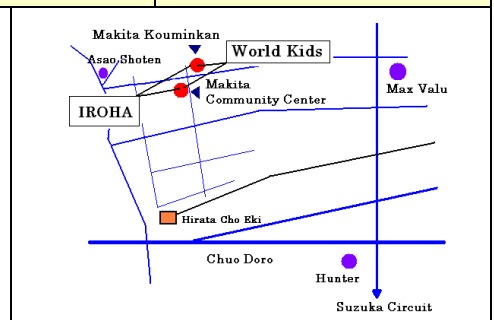 Makita Kouminkan
World Kids
Asao Shoten
Max Valu
Makita
Community Center
IROHA
Hirata Cho Eki
Chuo Doro
Hunter
Suzuka Circuit